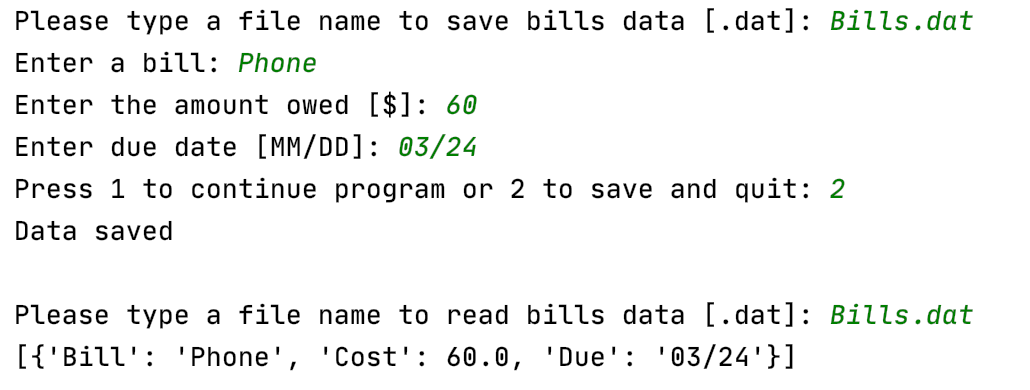 Please type a file name to save bills data [.dat]: Bills.dat
Enter a bill: Phone
Enter the amount owed [$]: 60
Enter due date [MM/DD]: 03/24
Press 1 to continue program or 2 to save and quit: 2
Data saved
Please type a file name to read bills data [.dat]: Bills.dat
[{'Bill': 'Phone', 'Cost': 60.0, 'Due': '03/24'}]